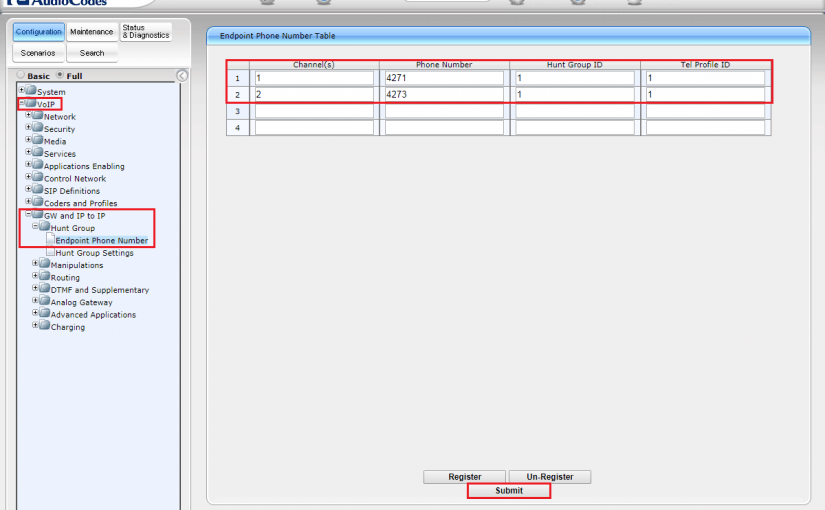 AudioCodes
Configuration Maintenance Status & Diagnostics
Scenarios Search
Basic Full
System
VoIP
Network
Security
Media
Services
Applications Enabling
Control Network
SIP Definitions
Coders and Profiles
GW and IP to IP
Hunt Group
Endpoint Phone Number
Hunt Group Settings
Manipulations
Routing
DTMF and Supplementary
Analog Gateway
Advanced Applications
Charging
Endpoint Phone Number Table
Channel(s) Phone Number Hunt Group ID Tel Profile ID
1 1 4271 1 1
2 2 4273 1 1
3
4
Register Un-Register
Submit